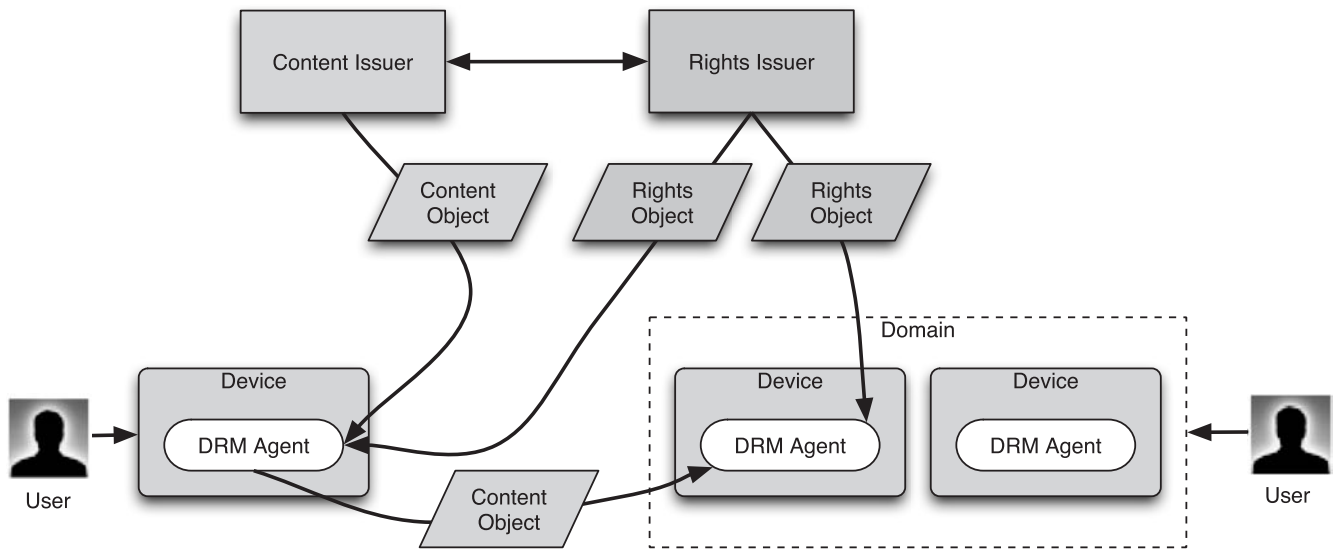 Content Issuer
Rights Issuer
Content
Object
Rights
Object
Rights
Object
Domain
Device
Device
Device
DRM Agent
DRM Agent
DRM Agent
User
User
Content
Object